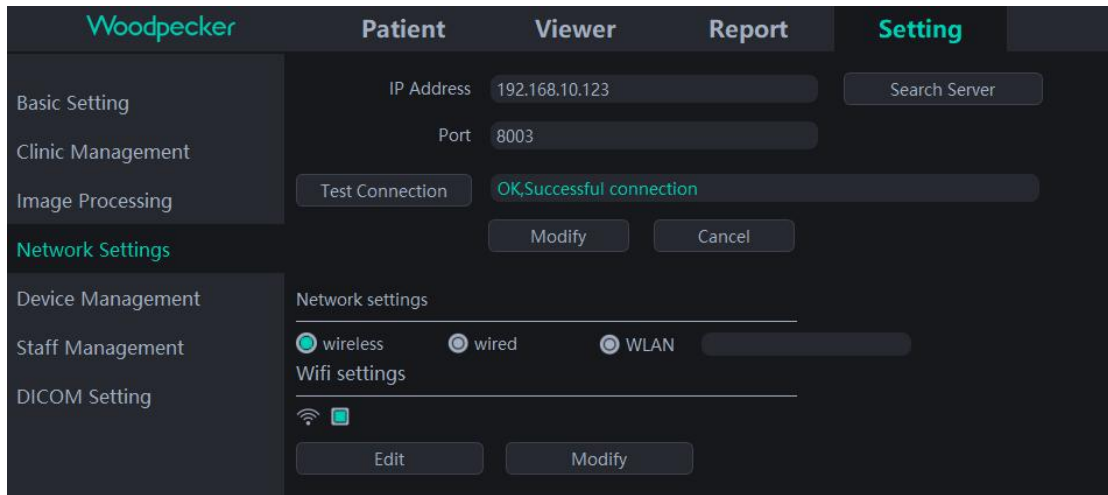 Woodpecker Patient Viewer Report Setting
Basic Setting
Clinic Management
Image Processing
Network Settings
Device Management
Staff Management
DICOM Setting
IP Address 192.168.10.123 Search Server
Port 8003
Test Connection OK,Successful connection
Modify Cancel
Network settings
wireless wired WLAN
Wifi settings
Edit Modify